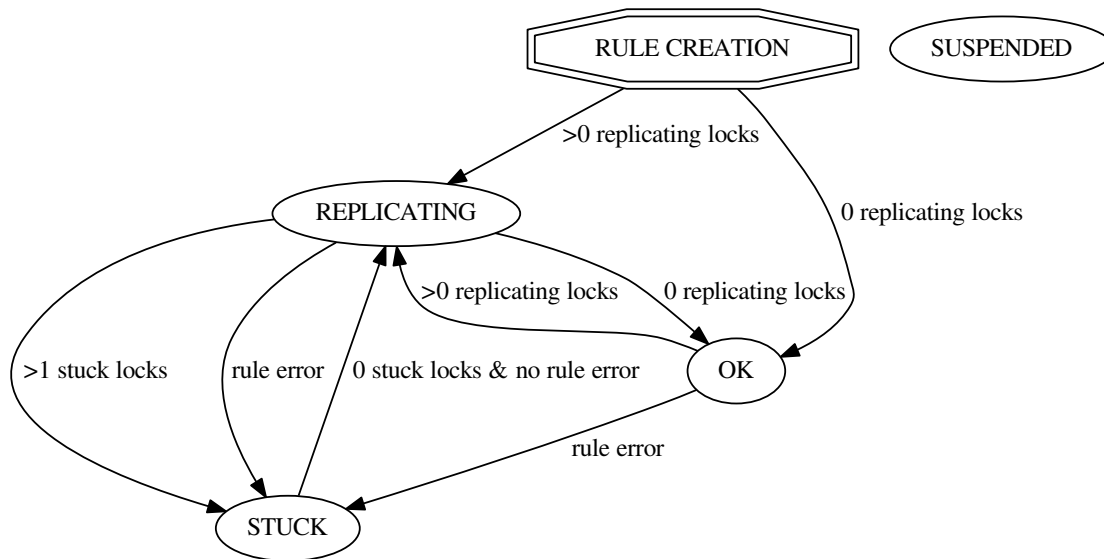 RULE CREATION
SUSPENDED
>0 replicating locks
REPLICATING
0 replicating locks
>0 replicating locks
0 replicating locks
>1 stuck locks
rule error
0 stuck locks & no rule error
OK
rule error
STUCK